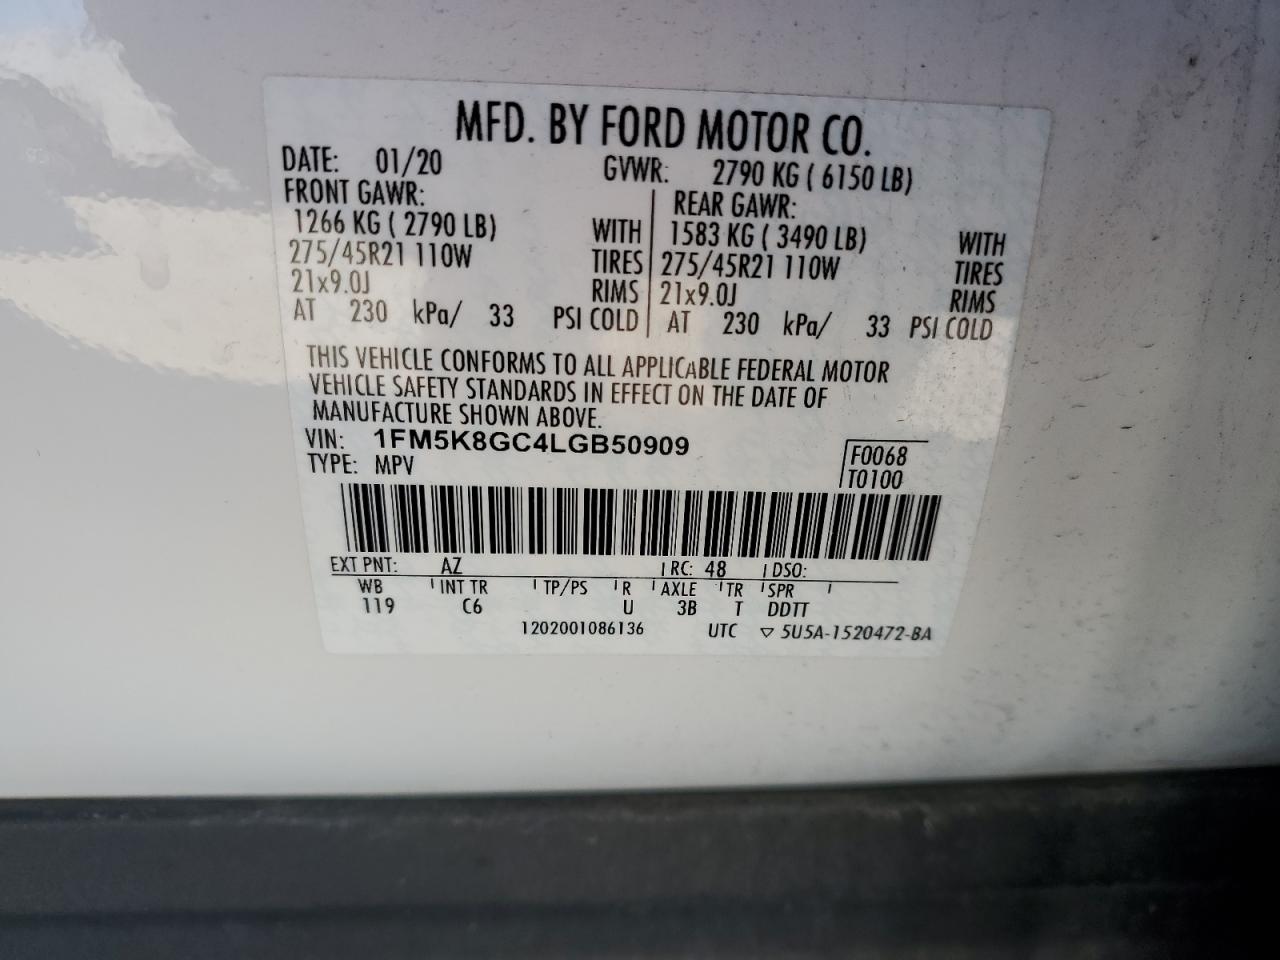 MFD. BY FORD MOTOR CO.
DATE: 01/20 GVWR: 2790 KG ( 6150 LB)
FRONT GAWR: REAR GAWR:
1266 KG ( 2790 LB) WITH 1583 KG ( 3490 LB) WITH
275/45R21 110W TIRES 275/45R21 110W TIRES
21x9.0J RIMS 21x9.0J RIMS
AT 230 kPa/ 33 PSI COLD AT 230 kPa/ 33 PSI COLD
THIS VEHICLE CONFORMS TO ALL APPLICABLE FEDERAL MOTOR
VEHICLE SAFETY STANDARDS IN EFFECT ON THE DATE OF
MANUFACTURE SHOWN ABOVE.
VIN: 1FM5K8GC4LGB50909 F0068
TYPE: MPV T0100
EXT PNT: AZ RC: 48 DSO:
WB INT TR TP/PS R AXLE TR SPR
119 C6 U 3B T DDTT
1202001086136 UTC ▽ 5U5A-1520472-BA